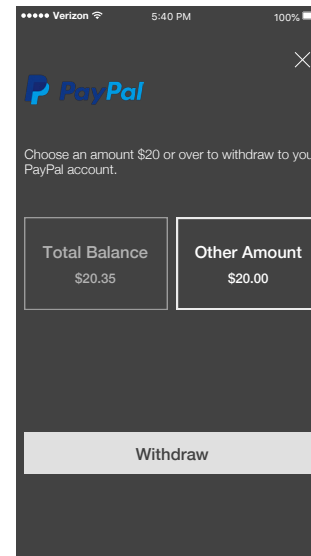 Verizon 5:40 PM 100%
PayPal
Choose an amount $20 or over to withdraw to you
PayPal account.
Total Balance Other Amount
$20.35 $20.00
Withdraw